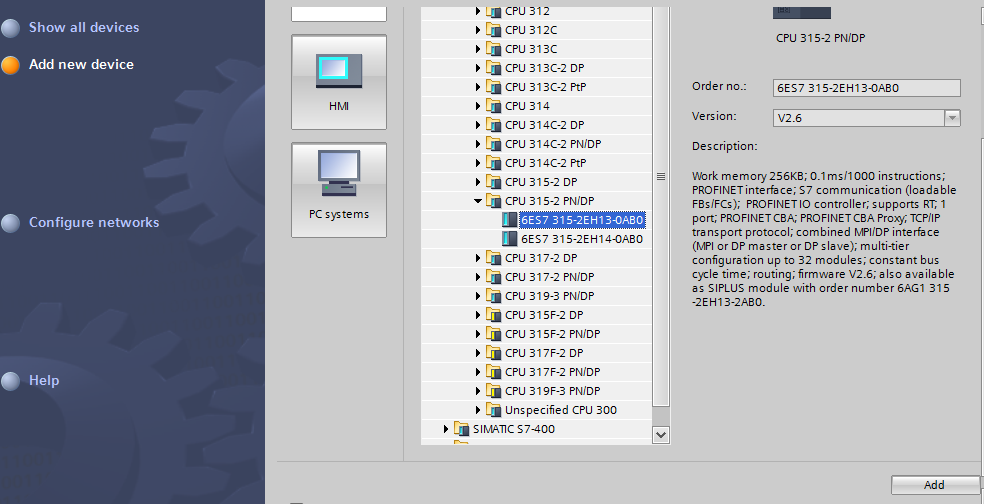 Show all devices
Add new device
Configure networks
Help
HMI
PC systems
CPU 312
CPU 312C
CPU 313C
CPU 313C-2 DP
CPU 313C-2 PtP
CPU 314
CPU 314C-2 DP
CPU 314C-2 PN/DP
CPU 314C-2 PtP
CPU 315-2 DP
CPU 315-2 PN/DP
6ES7 315-2EH13-0AB0
6ES7 315-2EH14-0AB0
CPU 317-2 DP
CPU 317-2 PN/DP
CPU 319-3 PN/DP
CPU 315F-2 DP
CPU 315F-2 PN/DP
CPU 317F-2 DP
CPU 317F-2 PN/DP
CPU 319F-3 PN/DP
Unspecified CPU 300
SIMATIC S7-400
CPU 315-2 PN/DP
Order no.: 6ES7 315-2EH13-0AB0
Version: V2.6
Description:
Work memory 256KB; 0.1ms/1000 instructions;
PROFINET interface; S7 communication (loadable
FBs/FCs); PROFINET IO controller; supports RT; 1
port; PROFINET CBA; PROFINET CBA Proxy; TCP/IP
transport protocol; combined MPI/DP interface
(MPI or DP master or DP slave); multi-tier
configuration up to 32 modules; constant bus
cycle time; routing; firmware V2.6; also available
as SIPLUS module with order number 6AG1 315
-2EH13-2AB0.
Add